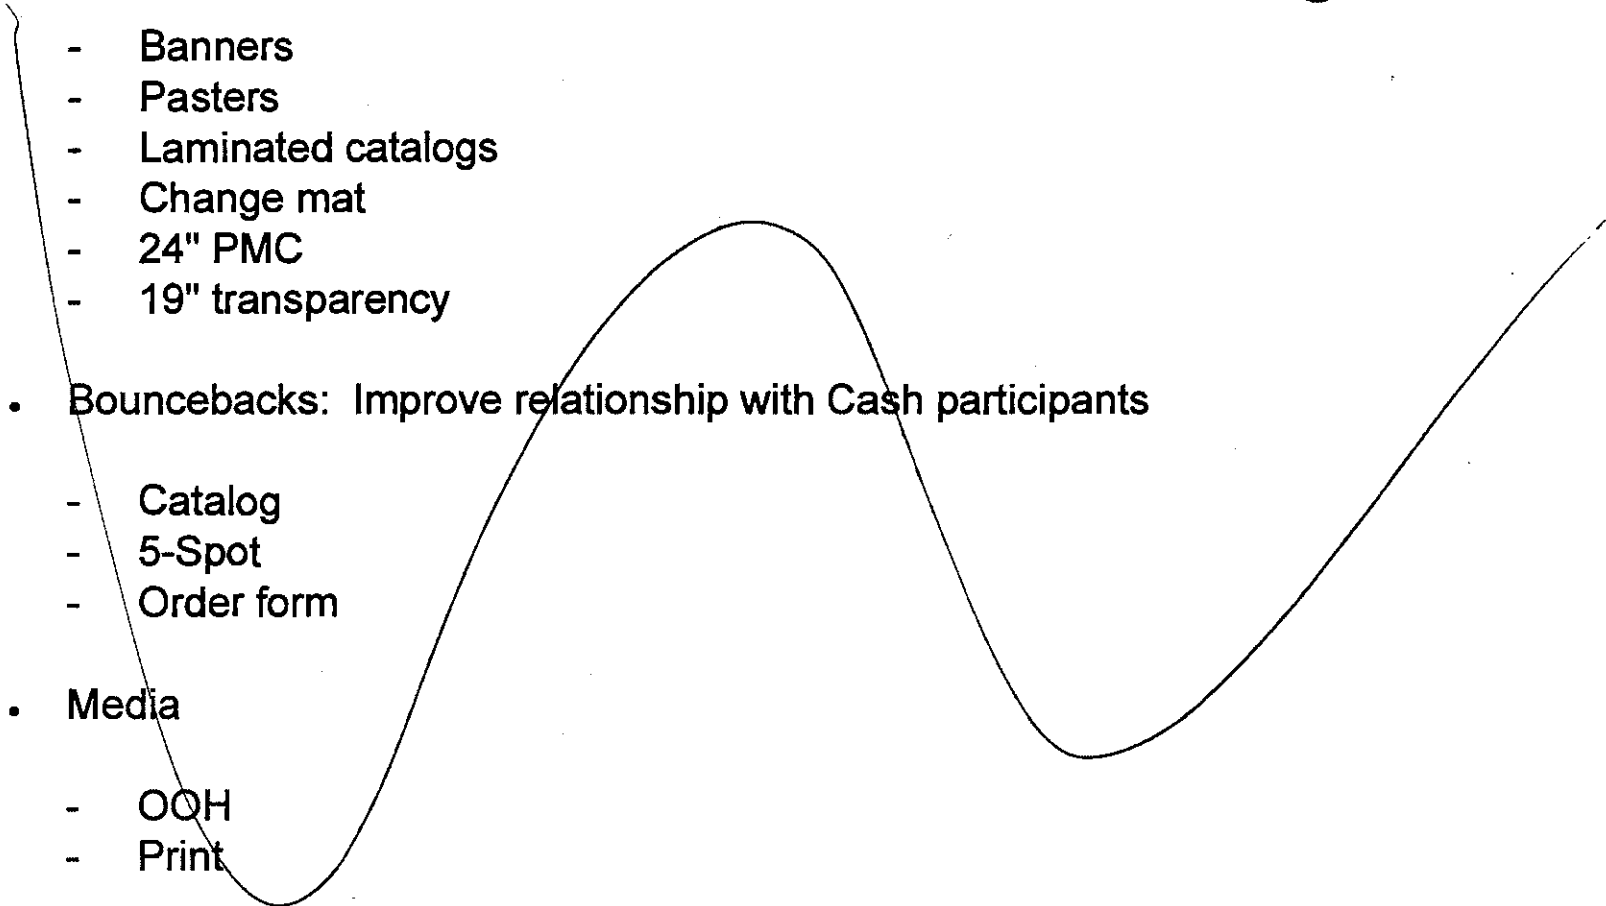 - Banners
- Pasters
- Laminated catalogs
- Change mat
- 24" PMC
- 19" transparency
• Bouncebacks: Improve relationship with Cash participants
- Catalog
- 5-Spot
- Order form
• Media
- OOH
- Print